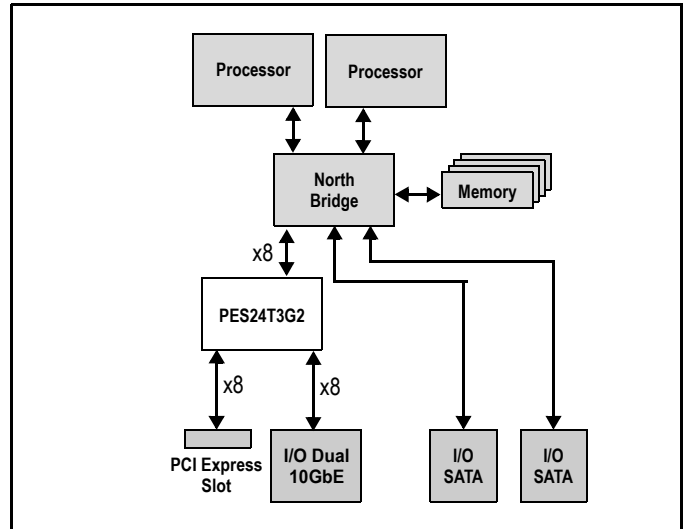 Processor
Processor
North
Bridge
Memory
x8
PES24T3G2
x8
x8
PCI Express
Slot
I/O Dual
10GbE
I/O
SATA
I/O
SATA